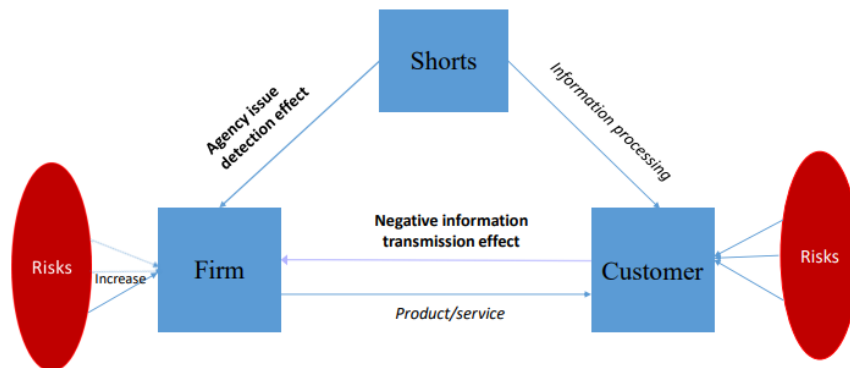 Shorts
Agency issue
detection effect
Information processing
Risks
Increase
Firm
Negative information
transmission effect
Product/service
Customer
Risks